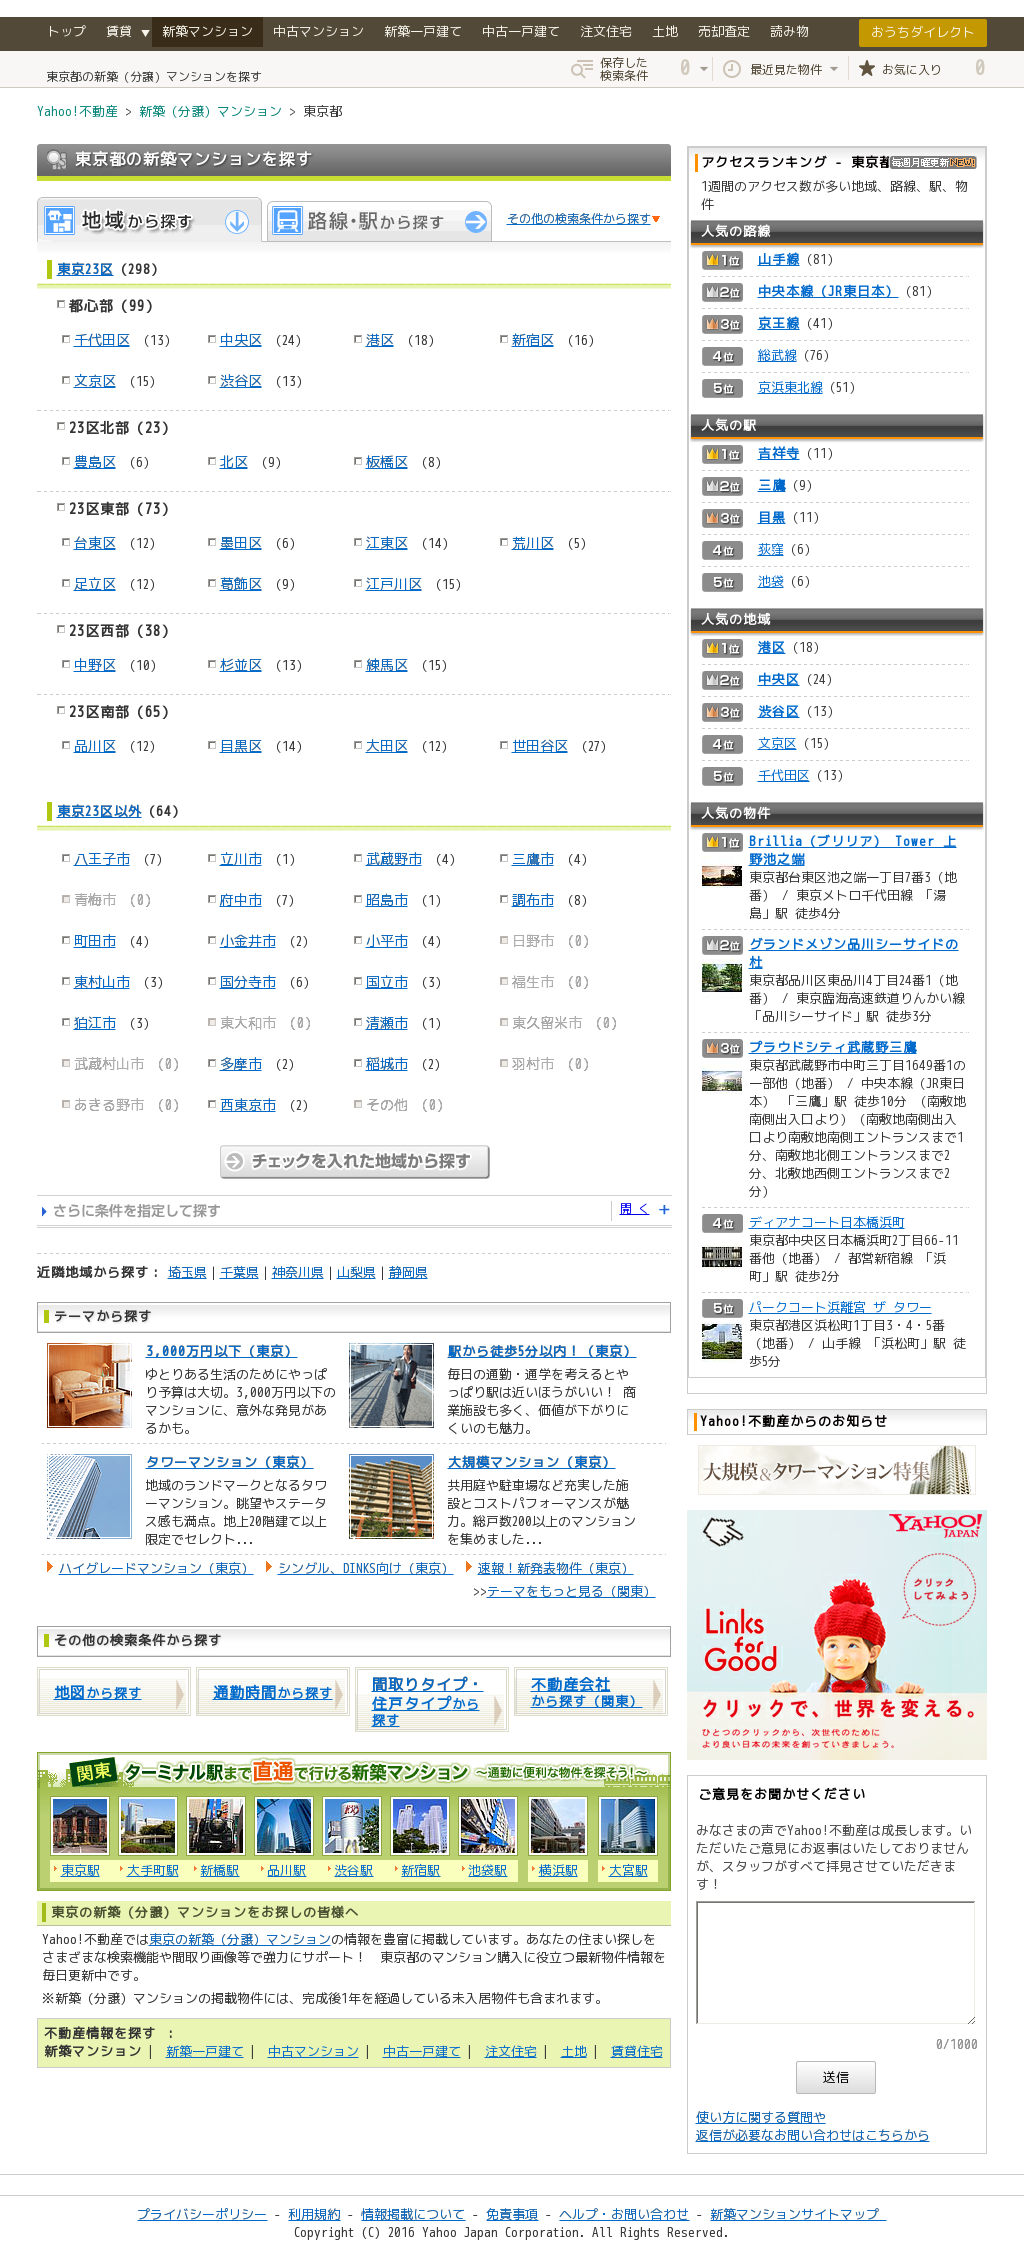 トップ 賃貸 ▼ 新築マンション 中古マンション 新築一戸建て 中古一戸建て 注文住宅 土地 売却査定 読み物 おうちダイレクト
東京都の新築（分譲）マンションを探す
保存した
検索条件 0 最近見た物件 お気に入り 0
Yahoo!不動産 > 新築（分譲）マンション > 東京都
東京都の新築マンションを探す
地域から探す 路線・駅から探す その他の検索条件から探す
東京23区（298）
都心部（99）
千代田区 （13） 中央区 （24） 港区 （18） 新宿区 （16）
文京区 （15） 渋谷区 （13）
23区北部（23）
豊島区 （6） 北区 （9） 板橋区 （8）
23区東部（73）
台東区 （12） 墨田区 （6） 江東区 （14） 荒川区 （5）
足立区 （12） 葛飾区 （9） 江戸川区 （15）
23区西部（38）
中野区 （10） 杉並区 （13） 練馬区 （15）
23区南部（65）
品川区 （12） 目黒区 （14） 大田区 （12） 世田谷区 （27）
東京23区以外（64）
八王子市 （7） 立川市 （1） 武蔵野市 （4） 三鷹市 （4）
青梅市 （0） 府中市 （7） 昭島市 （1） 調布市 （8）
町田市 （4） 小金井市 （2） 小平市 （4） 日野市 （0）
東村山市 （3） 国分寺市 （6） 国立市 （3） 福生市 （0）
狛江市 （3） 東大和市 （0） 清瀬市 （1） 東久留米市 （0）
武蔵村山市 （0） 多摩市 （2） 稲城市 （2） 羽村市 （0）
あきる野市 （0） 西東京市 （2） その他 （0）
チェックを入れた地域から探す
さらに条件を指定して探す 開く ＋
近隣地域から探す： 埼玉県 | 千葉県 | 神奈川県 | 山梨県 | 静岡県
テーマから探す
3,000万円以下（東京）
ゆとりある生活のためにやっぱ
り予算は大切。3,000万円以下の
マンションに、意外な発見があ
るかも。
駅から徒歩5分以内！（東京）
毎日の通勤・通学を考えるとや
っぱり駅は近いほうがいい！ 商
業施設も多く、価値が下がりに
くいのも魅力。
タワーマンション（東京）
地域のランドマークとなるタワ
ーマンション。眺望やステータ
ス感も満点。地上20階建て以上
限定でセレクト...
大規模マンション（東京）
共用庭や駐車場など充実した施
設とコストパフォーマンスが魅
力。総戸数200以上のマンション
を集めました...
ハイグレードマンション（東京） シングル、DINKS向け（東京） 速報！新発表物件（東京）
>>テーマをもっと見る（関東）
その他の検索条件から探す
地図から探す 通勤時間から探す
間取りタイプ・
住戸タイプから
探す
不動産会社
から探す（関東）
関東 ターミナル駅まで直通で行ける新築マンション ～通勤に便利な物件を探そう！～
東京駅 大手町駅 新橋駅 品川駅 渋谷駅 新宿駅 池袋駅 横浜駅 大宮駅
東京の新築（分譲）マンションをお探しの皆様へ
Yahoo!不動産では東京の新築（分譲）マンションの情報を豊富に掲載しています。あなたの住まい探しを
さまざまな検索機能や間取り画像等で強力にサポート！ 東京都のマンション購入に役立つ最新物件情報を
毎日更新中です。
※新築（分譲）マンションの掲載物件には、完成後1年を経過している未入居物件も含まれます。
不動産情報を探す ：
新築マンション | 新築一戸建て | 中古マンション | 中古一戸建て | 注文住宅 | 土地 | 賃貸住宅
アクセスランキング - 東京都 毎週月曜更新 NEW!
1週間のアクセス数が多い地域、路線、駅、物
件
人気の路線
1位 山手線（81）
2位 中央本線（JR東日本）（81）
3位 京王線（41）
4位 総武線（76）
5位 京浜東北線（51）
人気の駅
1位 吉祥寺（11）
2位 三鷹（9）
3位 目黒（11）
4位 荻窪（6）
5位 池袋（6）
人気の地域
1位 港区（18）
2位 中央区（24）
3位 渋谷区（13）
4位 文京区（15）
5位 千代田区（13）
人気の物件
1位 Brillia（ブリリア） Tower 上
野池之端
東京都台東区池之端一丁目7番3（地
番） / 東京メトロ千代田線 「湯
島」駅 徒歩4分
2位 グランドメゾン品川シーサイドの
杜
東京都品川区東品川4丁目24番1（地
番） / 東京臨海高速鉄道りんかい線
「品川シーサイド」駅 徒歩3分
3位 プラウドシティ武蔵野三鷹
東京都武蔵野市中町三丁目1649番1の
一部他（地番） / 中央本線（JR東日
本） 「三鷹」駅 徒歩10分 （南敷地
南側出入口より）（南敷地南側出入
口より南敷地南側エントランスまで1
分、南敷地北側エントランスまで2
分、北敷地西側エントランスまで2
分）
4位 ディアナコート日本橋浜町
東京都中央区日本橋浜町2丁目66-11
番他（地番） / 都営新宿線 「浜
町」駅 徒歩2分
5位 パークコート浜離宮 ザ タワー
東京都港区浜松町1丁目3・4・5番
（地番） / 山手線 「浜松町」駅 徒
歩5分
Yahoo!不動産からのお知らせ
大規模&タワーマンション特集
YAHOO!
JAPAN
クリック
してみよう
Links
for
Good
クリックで、世界を変える。
ひとつのクリックから、次世代のために
より良い日本の未来を創っていきましょう。
ご意見をお聞かせください
みなさまの声でYahoo!不動産は成長します。い
ただいたご意見にお返事はいたしておりません
が、スタッフがすべて拝見させていただきま
す！
0/1000
送信
使い方に関する質問や
返信が必要なお問い合わせはこちらから
プライバシーポリシー - 利用規約 - 情報掲載について - 免責事項 - ヘルプ・お問い合わせ - 新築マンションサイトマップ
Copyright (C) 2016 Yahoo Japan Corporation. All Rights Reserved.